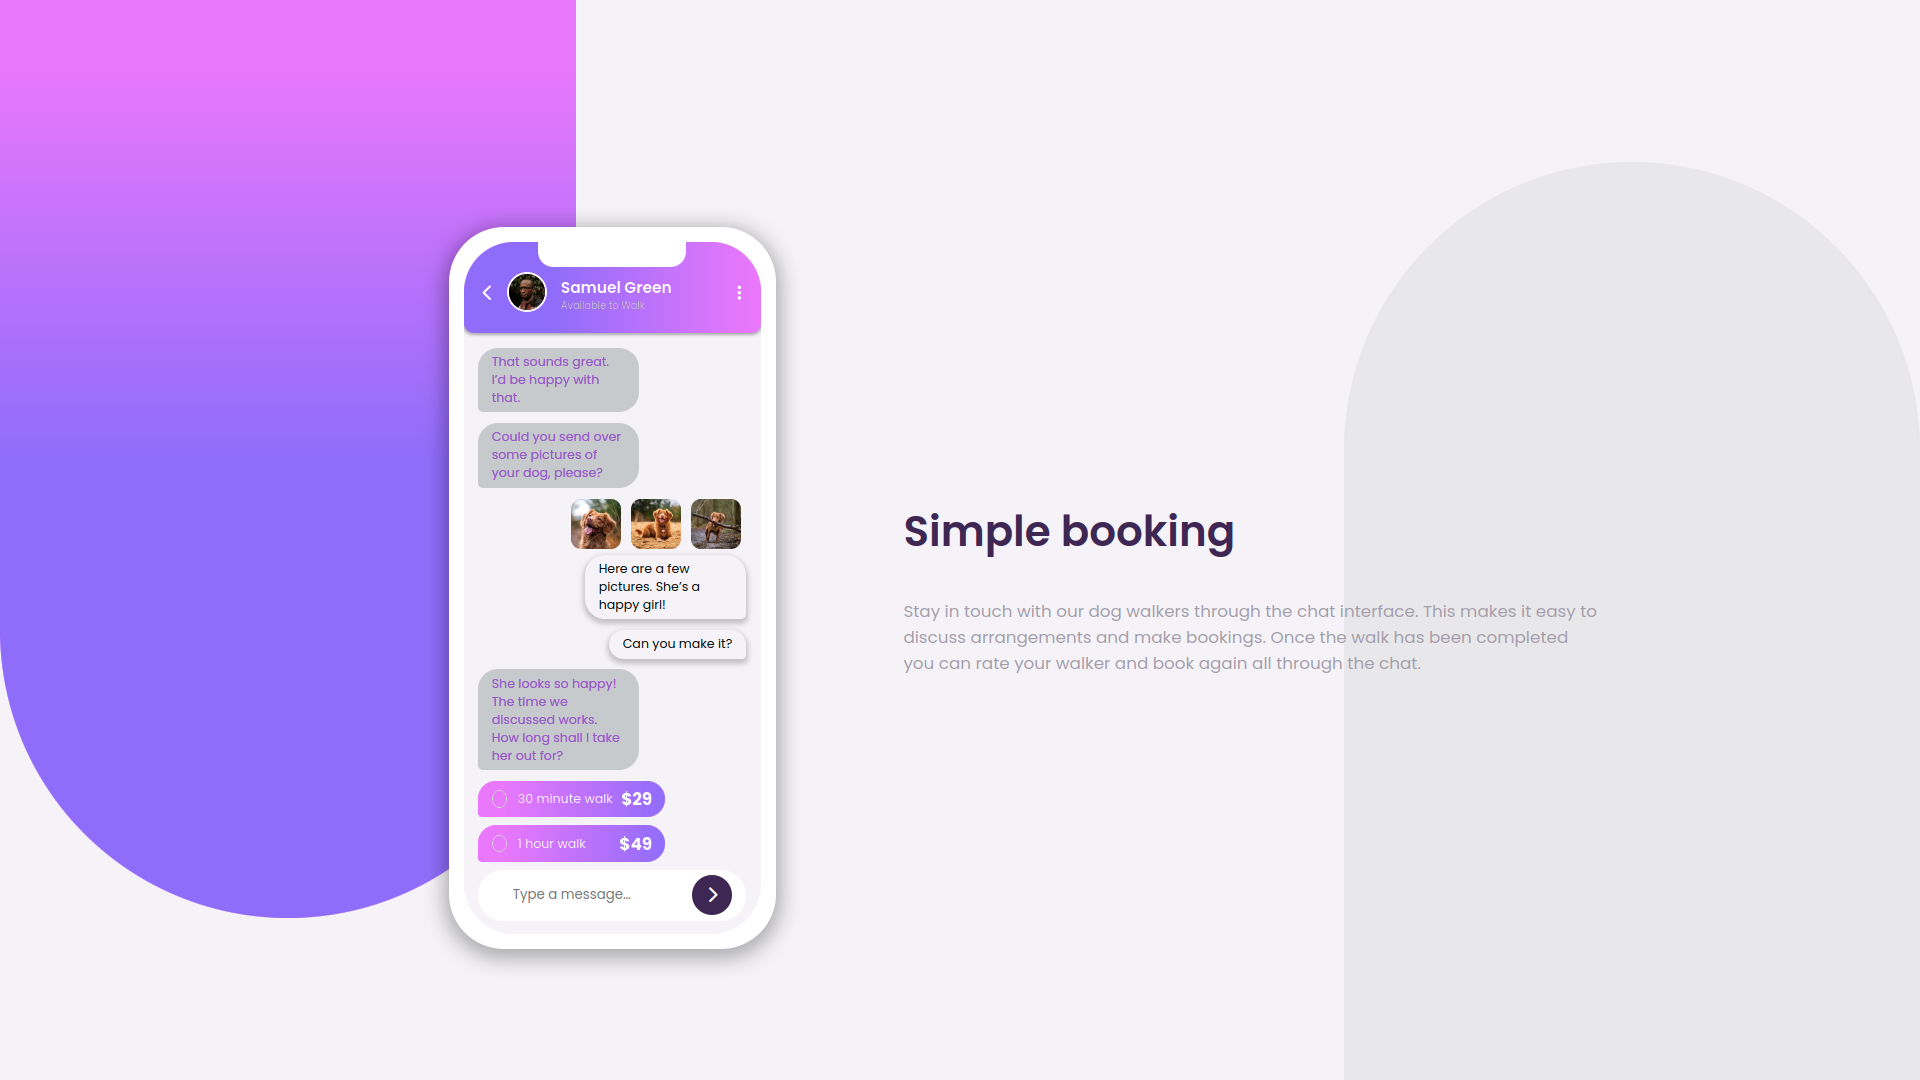 Samuel Green
Available to Walk
That sounds great.
I’d be happy with
that.
Could you send over
some pictures of
your dog, please?
Here are a few
pictures. She’s a
happy girl!
Can you make it?
She looks so happy!
The time we
discussed works.
How long shall I take
her out for?
30 minute walk $29
1 hour walk $49
Type a message…
Simple booking
Stay in touch with our dog walkers through the chat interface. This makes it easy to
discuss arrangements and make bookings. Once the walk has been completed
you can rate your walker and book again all through the chat.